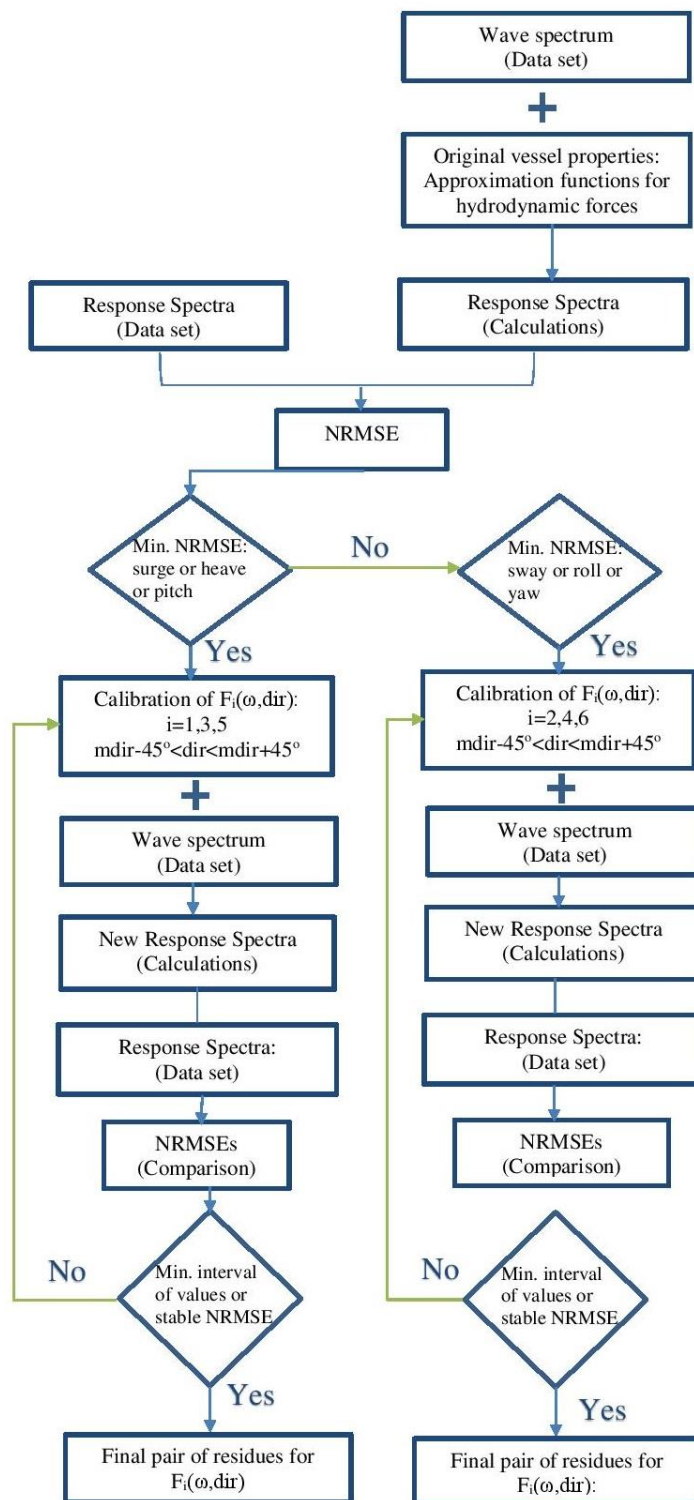 Wave spectrum
(Data set)
+
Original vessel properties:
Approximation functions for
hydrodynamic forces
Response Spectra
(Data set)
Response Spectra
(Calculations)
NRMSE
Min. NRMSE:
surge or heave
or pitch
No
Min. NRMSE:
sway or roll or
yaw
Yes
Yes
Calibration of Fᵢ(ω,dir):
i=1,3,5
mdir-45º<dir<mdir+45º
+
Wave spectrum
(Data set)
New Response Spectra
(Calculations)
Response Spectra:
(Data set)
NRMSEs
(Comparison)
No
Min. interval
of values or
stable NRMSE
Yes
Final pair of residues for
Fᵢ(ω,dir)
Calibration of Fᵢ(ω,dir):
i=2,4,6
mdir-45º<dir<mdir+45º
+
Wave spectrum
(Data set)
New Response Spectra
(Calculations)
Response Spectra:
(Data set)
NRMSEs
(Comparison)
No
Min. interval
of values or
stable NRMSE
Yes
Final pair of residues for
Fᵢ(ω,dir):